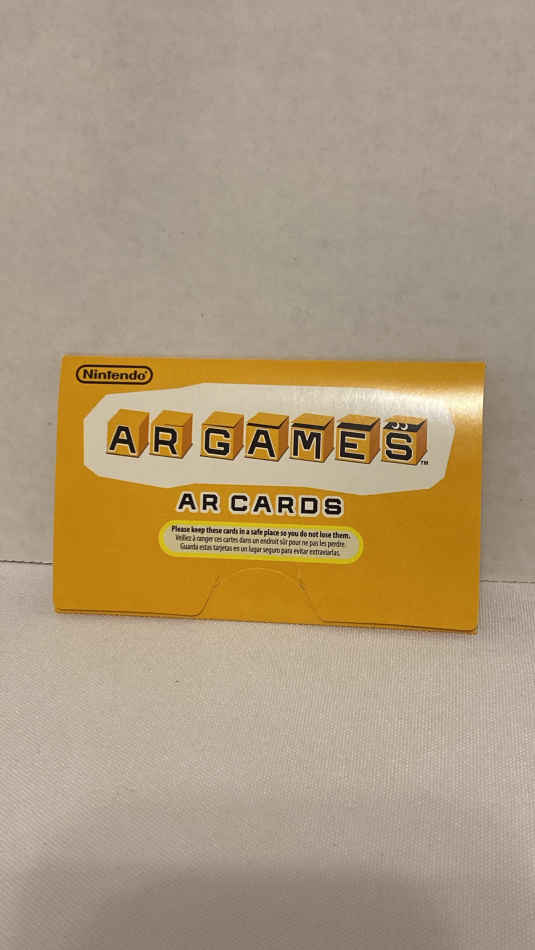 Nintendo®
AR GAMES™
AR CARDS
Please keep these cards in a safe place so you do not lose them.
Veillez à ranger ces cartes dans un endroit sûr pour ne pas les perdre.
Guarda estas tarjetas en un lugar seguro para evitar extraviarlas.